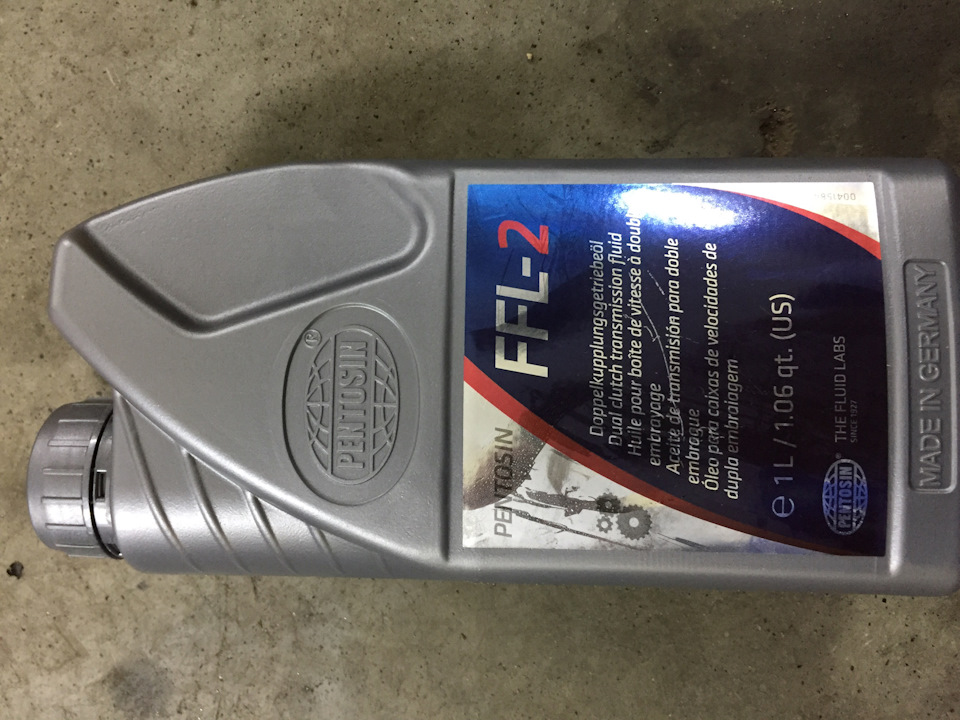 PENTOSIN
®
PENTOSIN
FFL-2
Doppelkupplungsgetriebeöl
Dual clutch transmission fluid
Huile pour boîte de vitesse à double
embrayage
Aceite de transmisión para doble
embrague
Óleo para caixas de velocidades de
dupla embraiagem
e 1 L / 1.06 qt. (US)
PENTOSIN®
THE FLUID LABS
SINCE 1927
MADE IN GERMANY